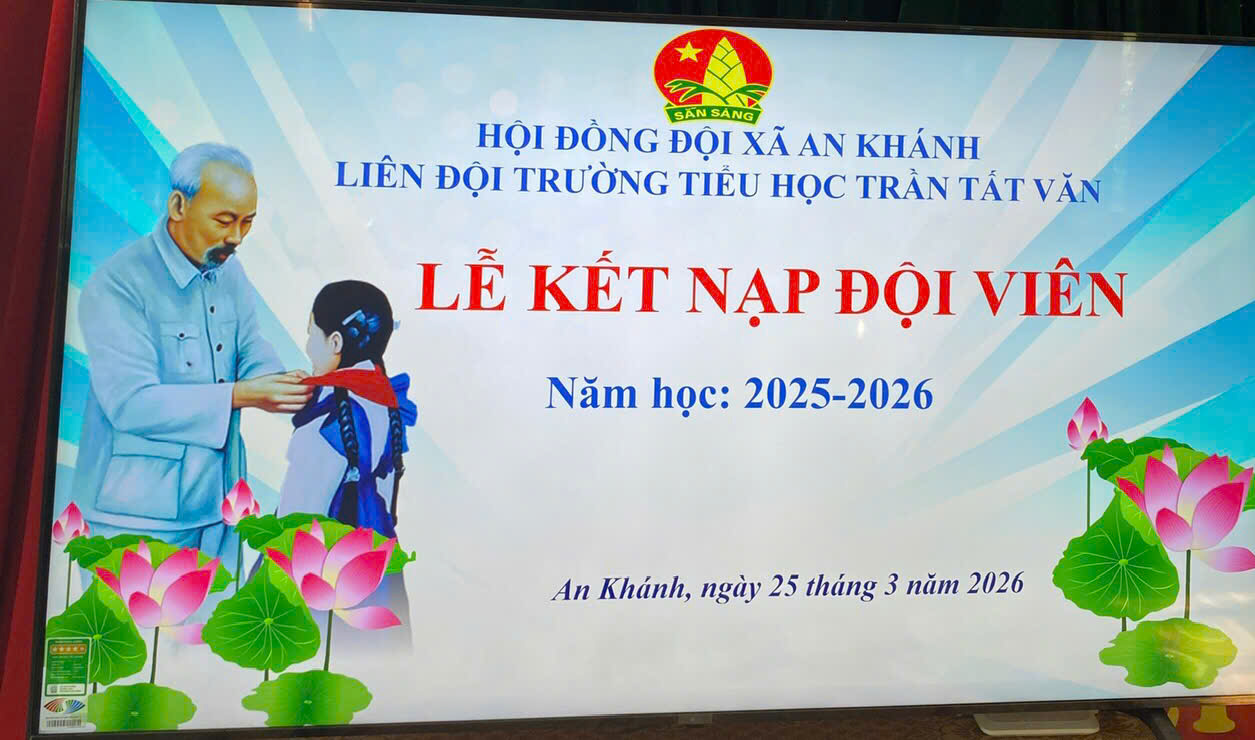 SẴN SÀNG
HỘI ĐỒNG ĐỘI XÃ AN KHÁNH
LIÊN ĐỘI TRƯỜNG TIỂU HỌC TRẦN TẤT VĂN
LỄ KẾT NẠP ĐỘI VIÊN
Năm học: 2025-2026
An Khánh, ngày 25 tháng 3 năm 2026